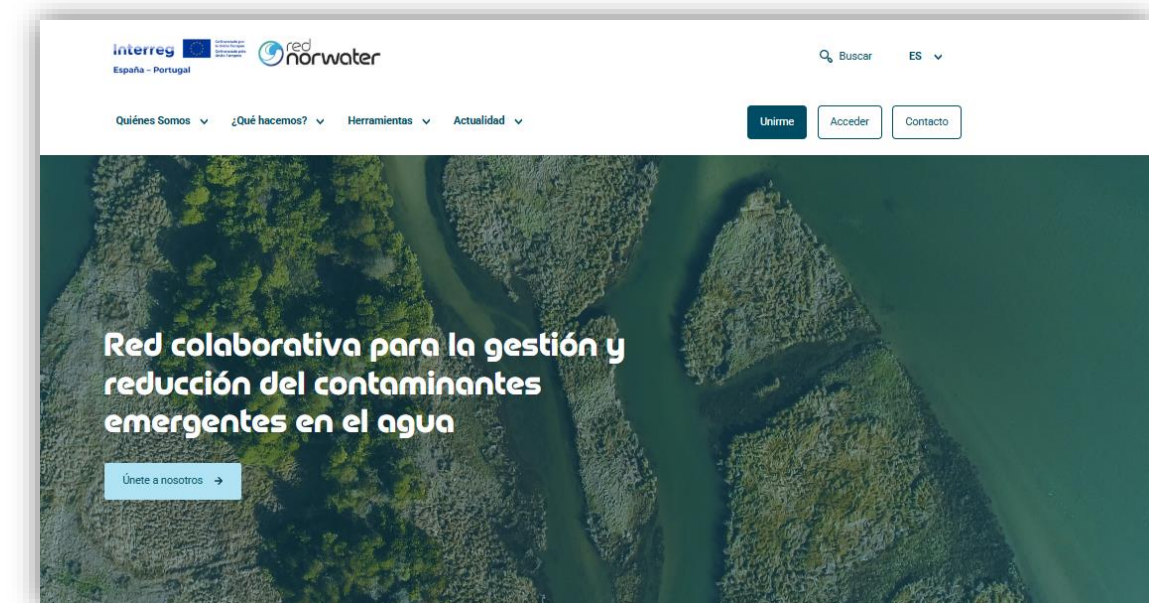 Interreg
España – Portugal
red
norwater
Buscar
ES
Quiénes Somos
¿Qué hacemos?
Herramientas
Actualidad
Unirme
Acceder
Contacto
Red colaborativa para la gestión y
reducción del contaminantes
emergentes en el agua
Únete a nosotros